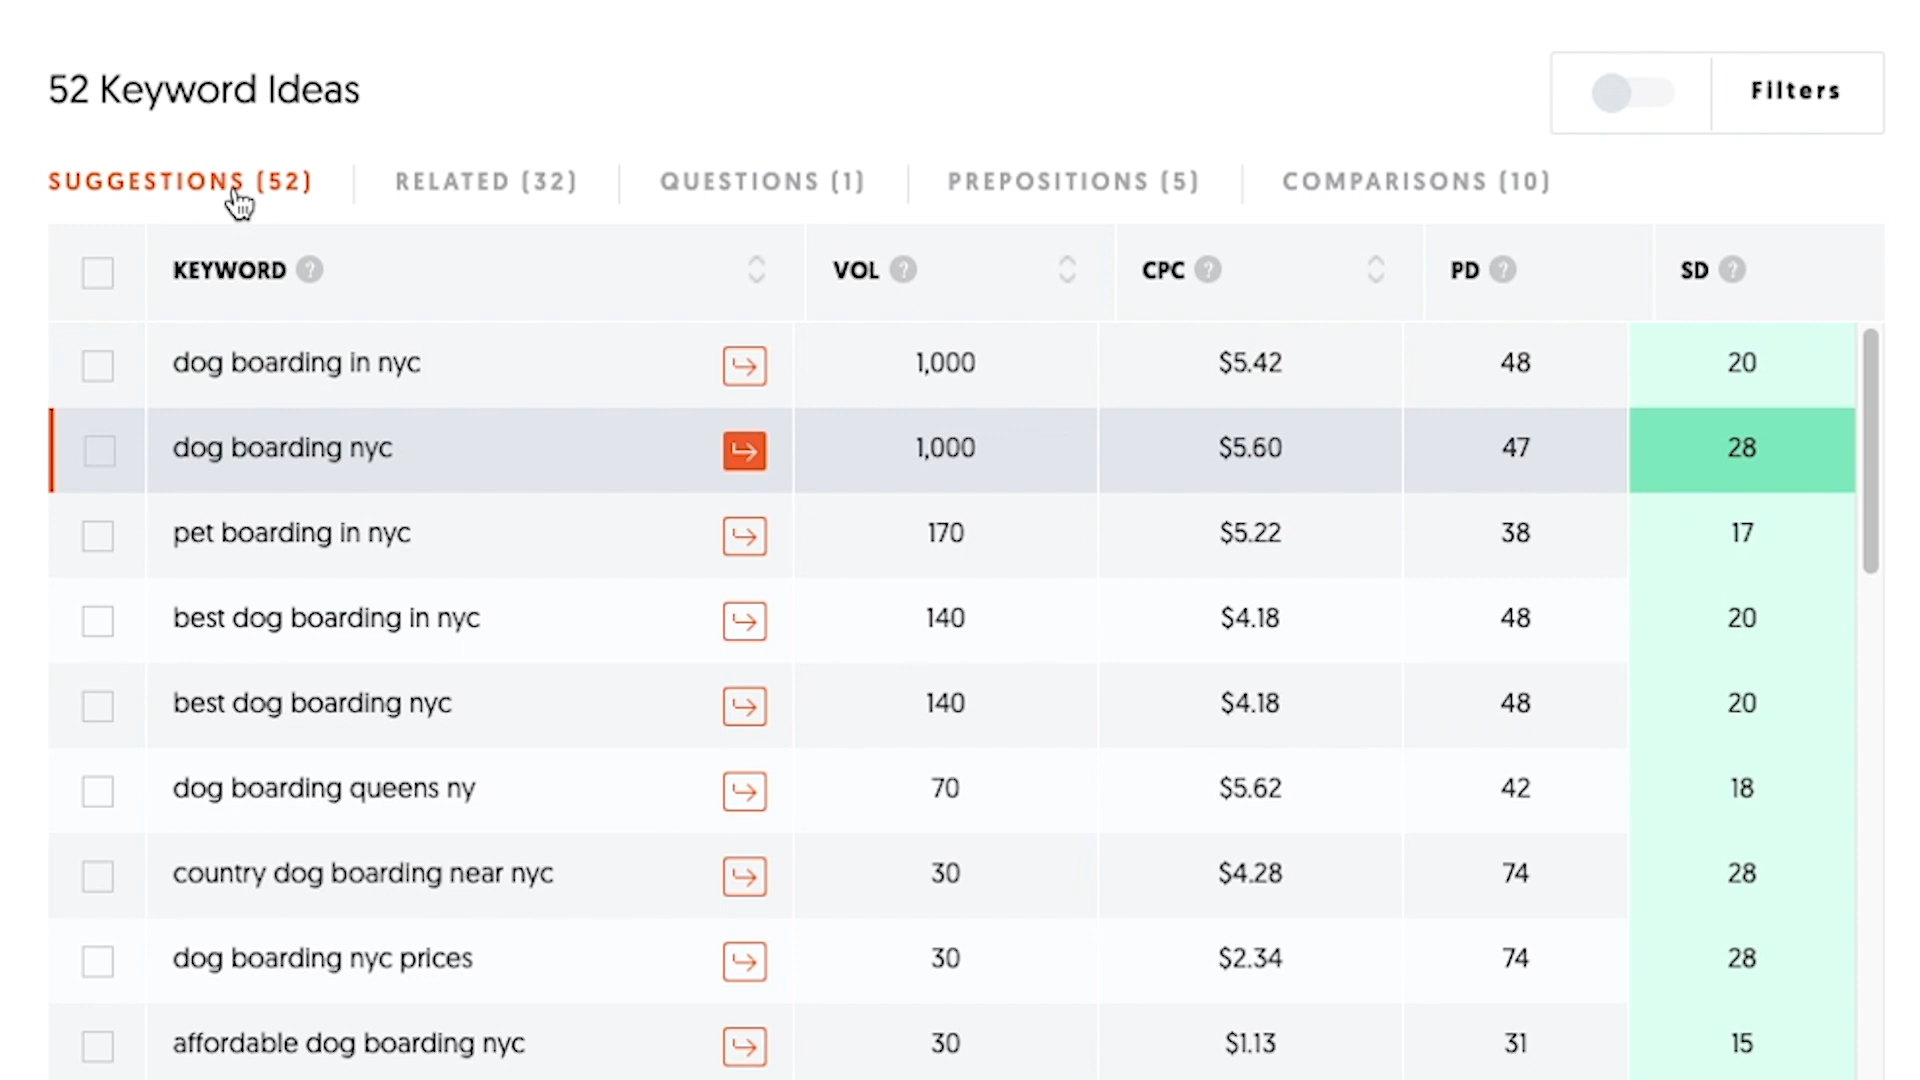 52 Keyword Ideas
Filters
SUGGESTIONS (52) RELATED (32) QUESTIONS (1) PREPOSITIONS (5) COMPARISONS (10)
KEYWORD ? VOL ? CPC ? PD ? SD ?
dog boarding in nyc 1,000 $5.42 48 20
dog boarding nyc 1,000 $5.60 47 28
pet boarding in nyc 170 $5.22 38 17
best dog boarding in nyc 140 $4.18 48 20
best dog boarding nyc 140 $4.18 48 20
dog boarding queens ny 70 $5.62 42 18
country dog boarding near nyc 30 $4.28 74 28
dog boarding nyc prices 30 $2.34 74 28
affordable dog boarding nyc 30 $1.13 31 15